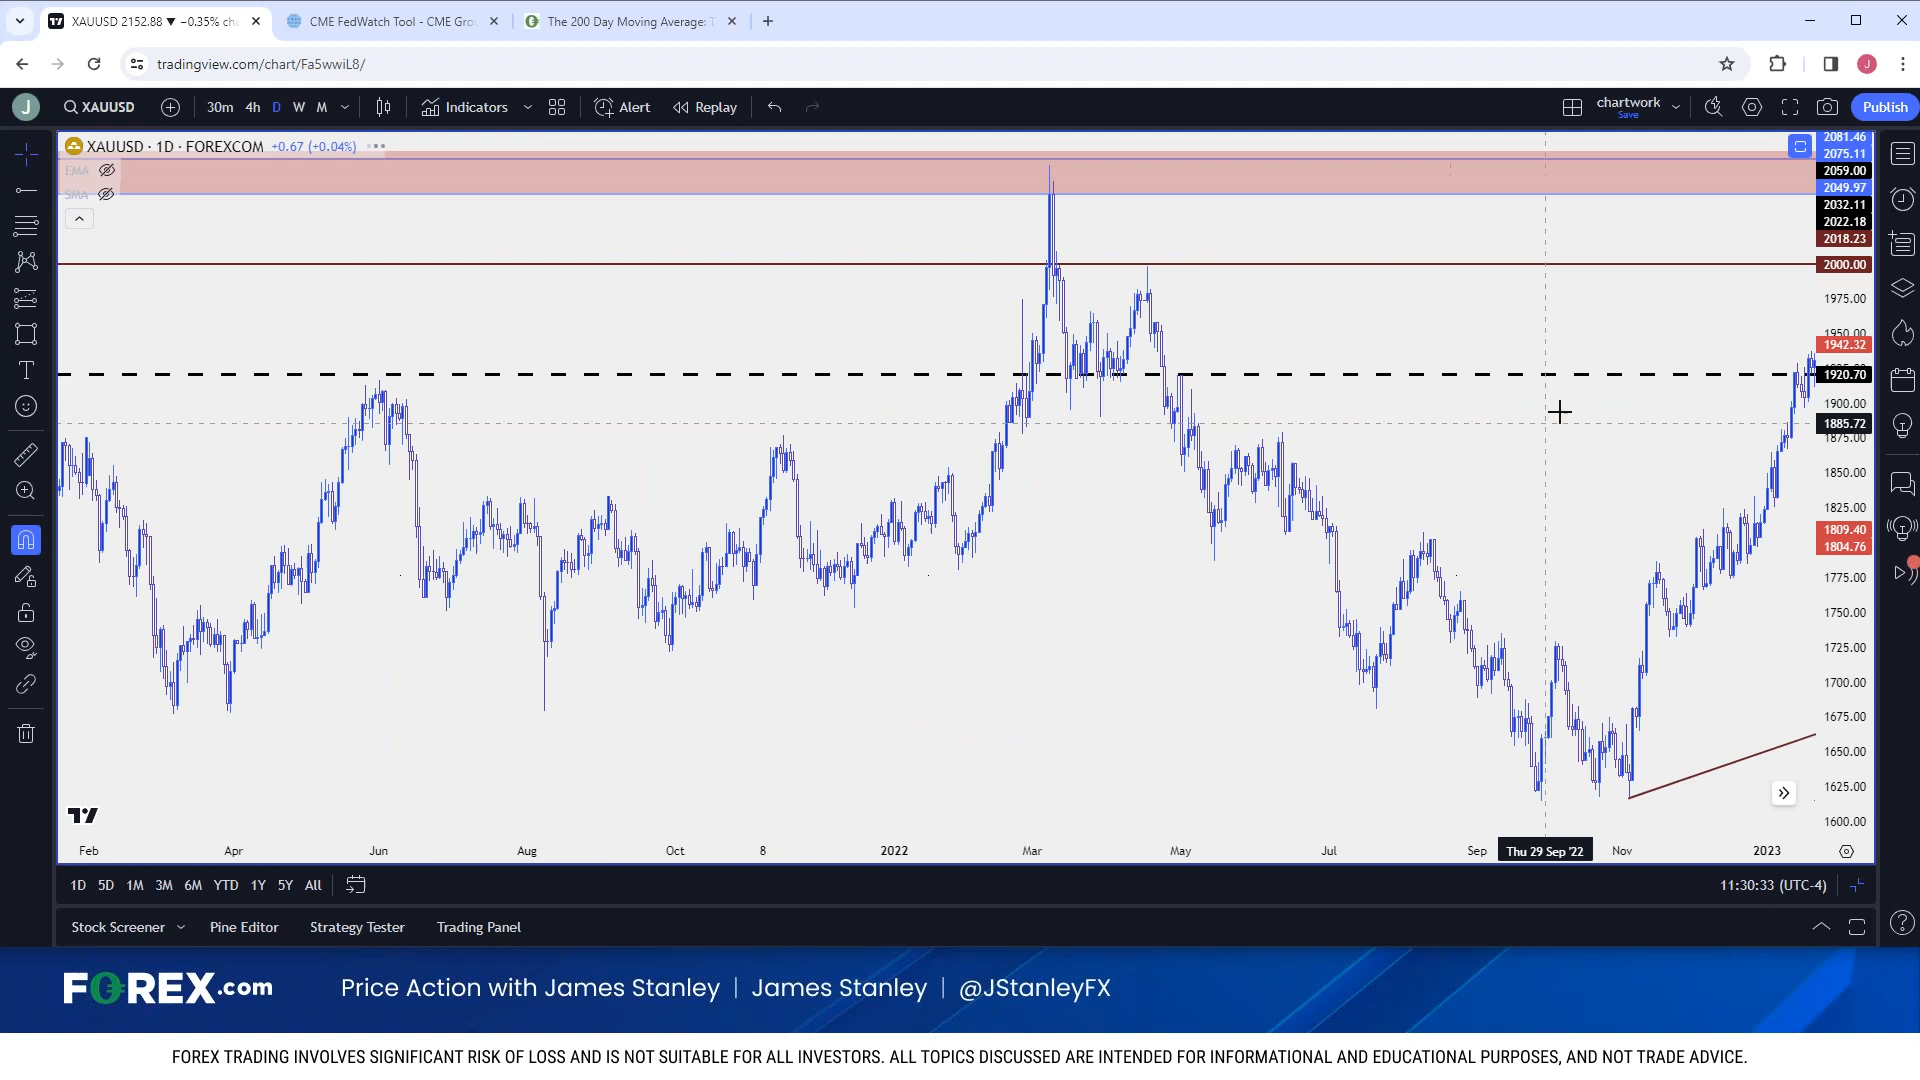 XAUUSD 2152.88 ▼ −0.35% ch
CME FedWatch Tool - CME Gro
The 200 Day Moving Average: T
tradingview.com/chart/Fa5wwiL8/
J
J
XAUUSD
30m 4h D W M
Indicators
Alert
Replay
chartwork
Save
Publish
XAUUSD · 1D · FOREXCOM +0.67 (+0.04%)
EMA
SMA
2081.46
2075.11
2059.00
2049.97
2032.11
2022.18
2018.23
2000.00
1975.00
1950.00
1942.32
1920.70
1900.00
1885.72
1875.00
1850.00
1825.00
1809.40
1804.76
1775.00
1750.00
1725.00
1700.00
1675.00
1650.00
1625.00
1600.00
Feb Apr Jun Aug Oct 8 2022 Mar May Jul Sep Thu 29 Sep '22 Nov 2023
1D 5D 1M 3M 6M YTD 1Y 5Y All
11:30:33 (UTC-4)
Stock Screener Pine Editor Strategy Tester Trading Panel
FOREX.com
Price Action with James Stanley | James Stanley | @JStanleyFX
FOREX TRADING INVOLVES SIGNIFICANT RISK OF LOSS AND IS NOT SUITABLE FOR ALL INVESTORS. ALL TOPICS DISCUSSED ARE INTENDED FOR INFORMATIONAL AND EDUCATIONAL PURPOSES, AND NOT TRADE ADVICE.